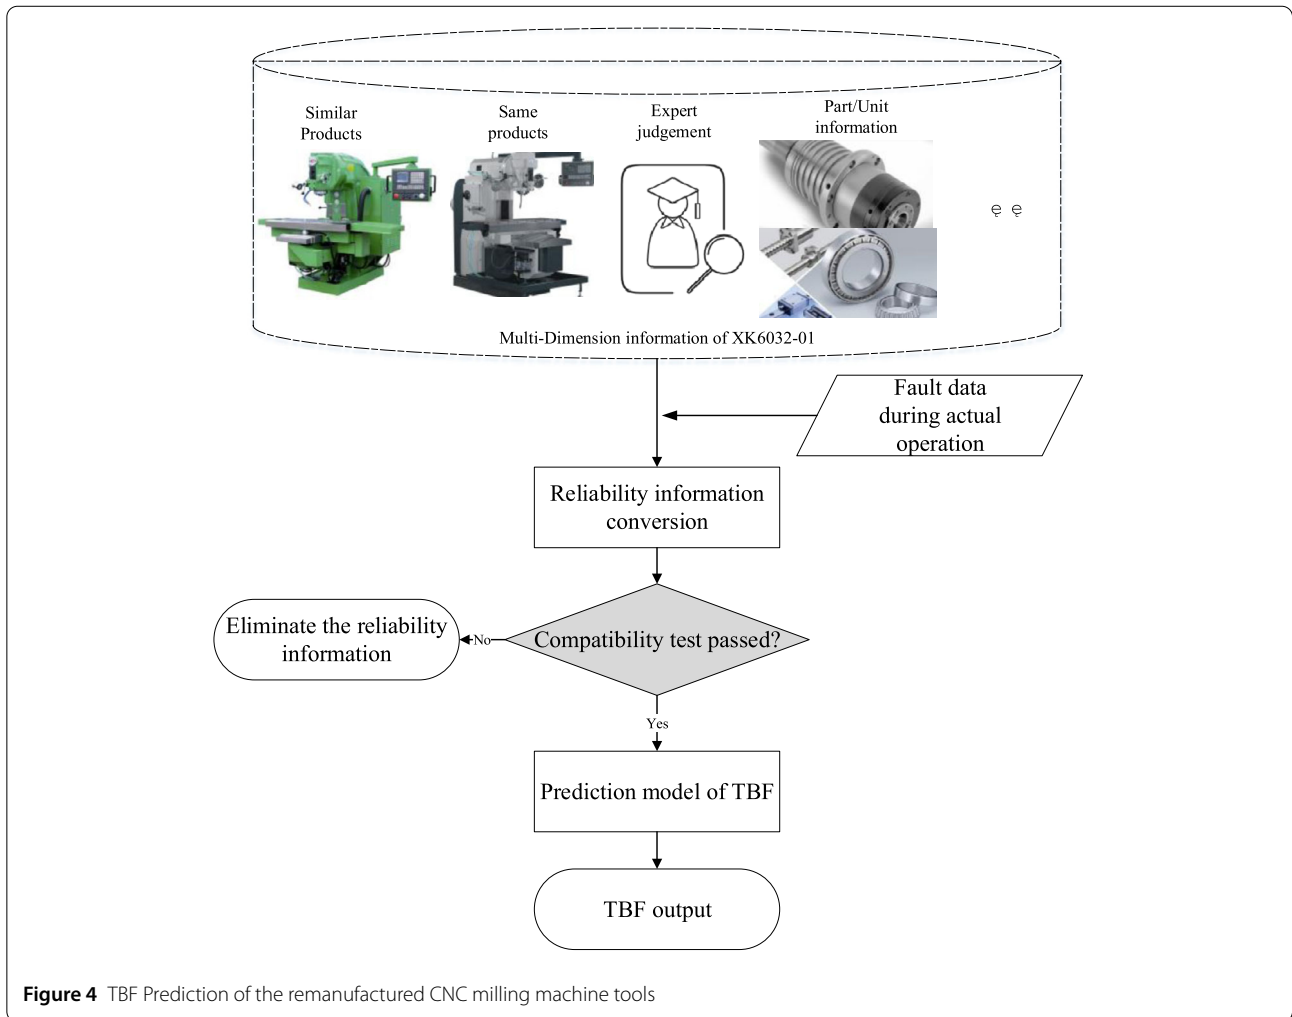 Similar
Products
Same
products
Expert
judgement
Part/Unit
information
Multi-Dimension information of XK6032-01
Fault data
during actual
operation
Reliability information
conversion
Compatibility test passed?
No
Eliminate the reliability
information
Yes
Prediction model of TBF
TBF output
Figure 4 TBF Prediction of the remanufactured CNC milling machine tools